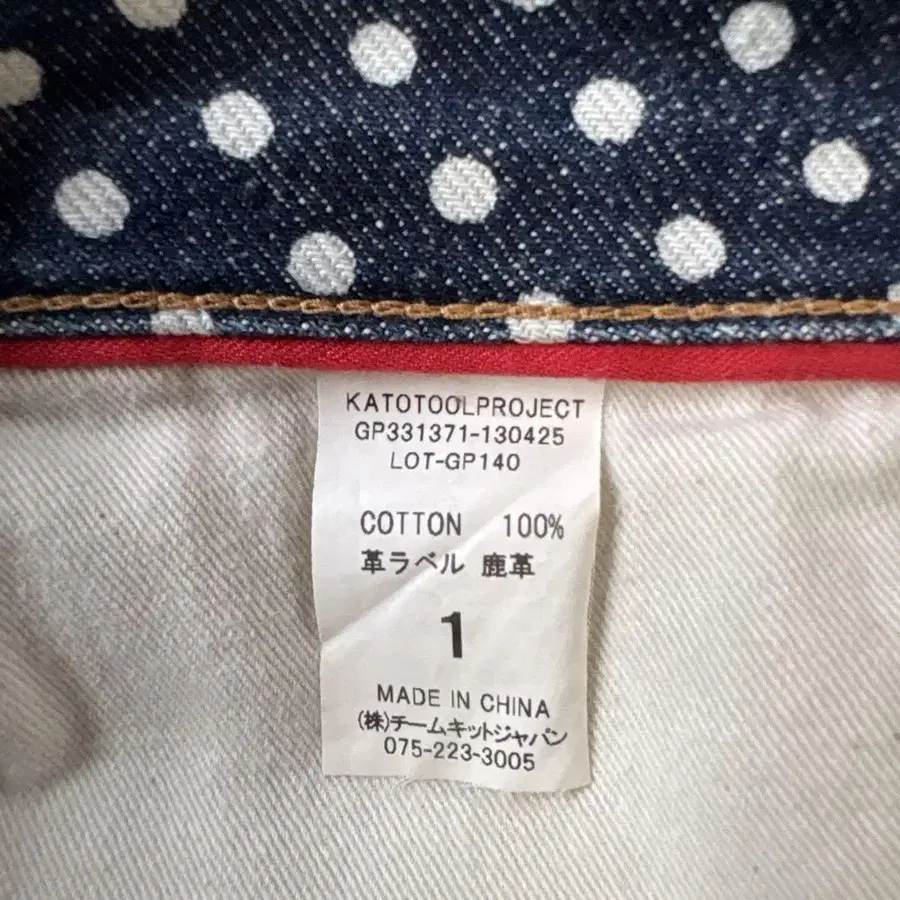 KATOTOOLPROJECT
GP331371-130425
LOT-GP140
COTTON 100%
革ラベル 鹿革
1
MADE IN CHINA
(株)チームキットジャパン
075-223-3005